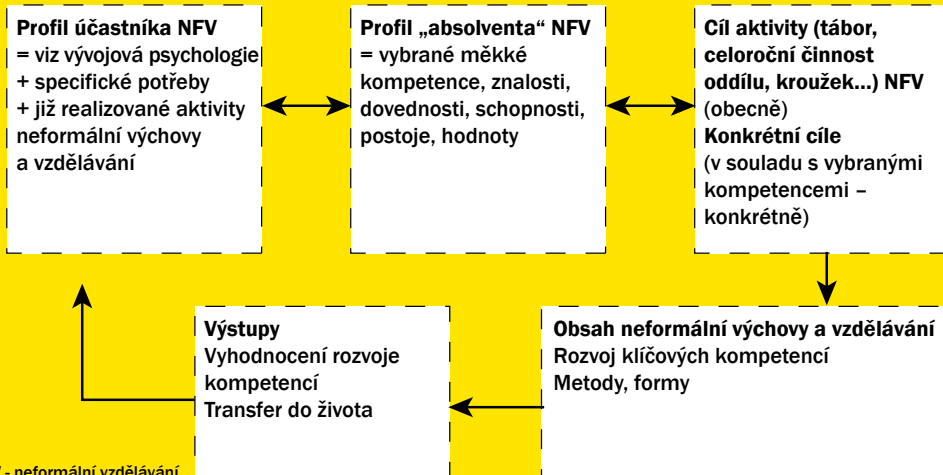 Profil účastníka NFV
= viz vývojová psychologie
+ specifické potřeby
+ již realizované aktivity
neformální výchovy
a vzdělávání
Profil „absolventa“ NFV
= vybrané měkké
kompetence, znalosti,
dovednosti, schopnosti,
postoje, hodnoty
Cíl aktivity (tábor,
celoroční činnost
oddílu, kroužek...) NFV
(obecně)
Konkrétní cíle
(v souladu s vybranými
kompetencemi –
konkrétně)
Výstupy
Vyhodnocení rozvoje
kompetencí
Transfer do života
Obsah neformální výchovy a vzdělávání
Rozvoj klíčových kompetencí
Metody, formy
- neformální vzdělávání